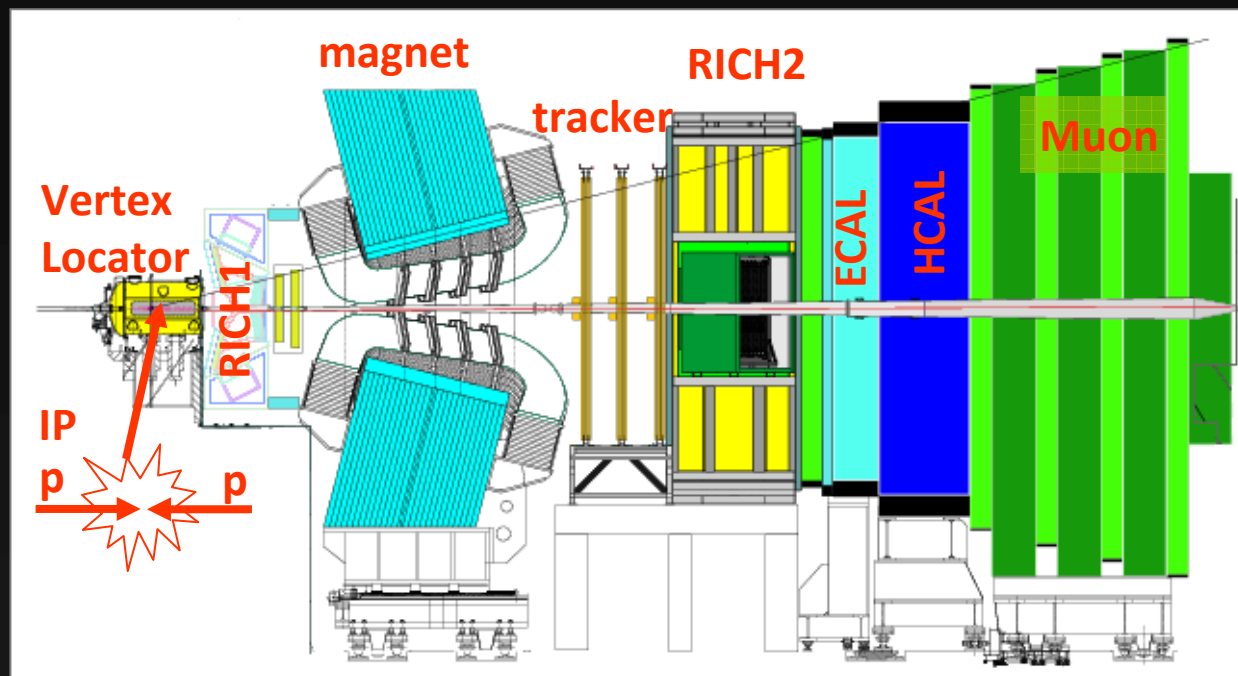 magnet
RICH2
tracker
Muon
Vertex
Locator
RICH1
ECAL
HCAL
IP
p
p